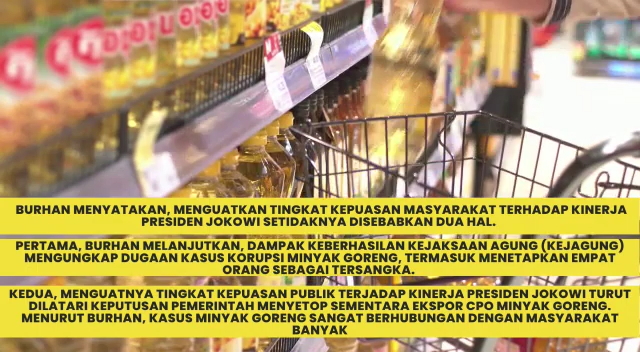 BURHAN MENYATAKAN, MENGUATKAN TINGKAT KEPUASAN MASYARAKAT TERHADAP KINERJA
PRESIDEN JOKOWI SETIDAKNYA DISEBABKAN DUA HAL.
PERTAMA, BURHAN MELANJUTKAN, DAMPAK KEBERHASILAN KEJAKSAAN AGUNG (KEJAGUNG)
MENGUNGKAP DUGAAN KASUS KORUPSI MINYAK GORENG, TERMASUK MENETAPKAN EMPAT
ORANG SEBAGAI TERSANGKA.
KEDUA, MENGUATNYA TINGKAT KEPUASAN PUBLIK TERJADAP KINERJA PRESIDEN JOKOWI TURUT
DILATARI KEPUTUSAN PEMERINTAH MENYETOP SEMENTARA EKSPOR CPO MINYAK GORENG.
MENURUT BURHAN, KASUS MINYAK GORENG SANGAT BERHUBUNGAN DENGAN MASYARAKAT
BANYAK